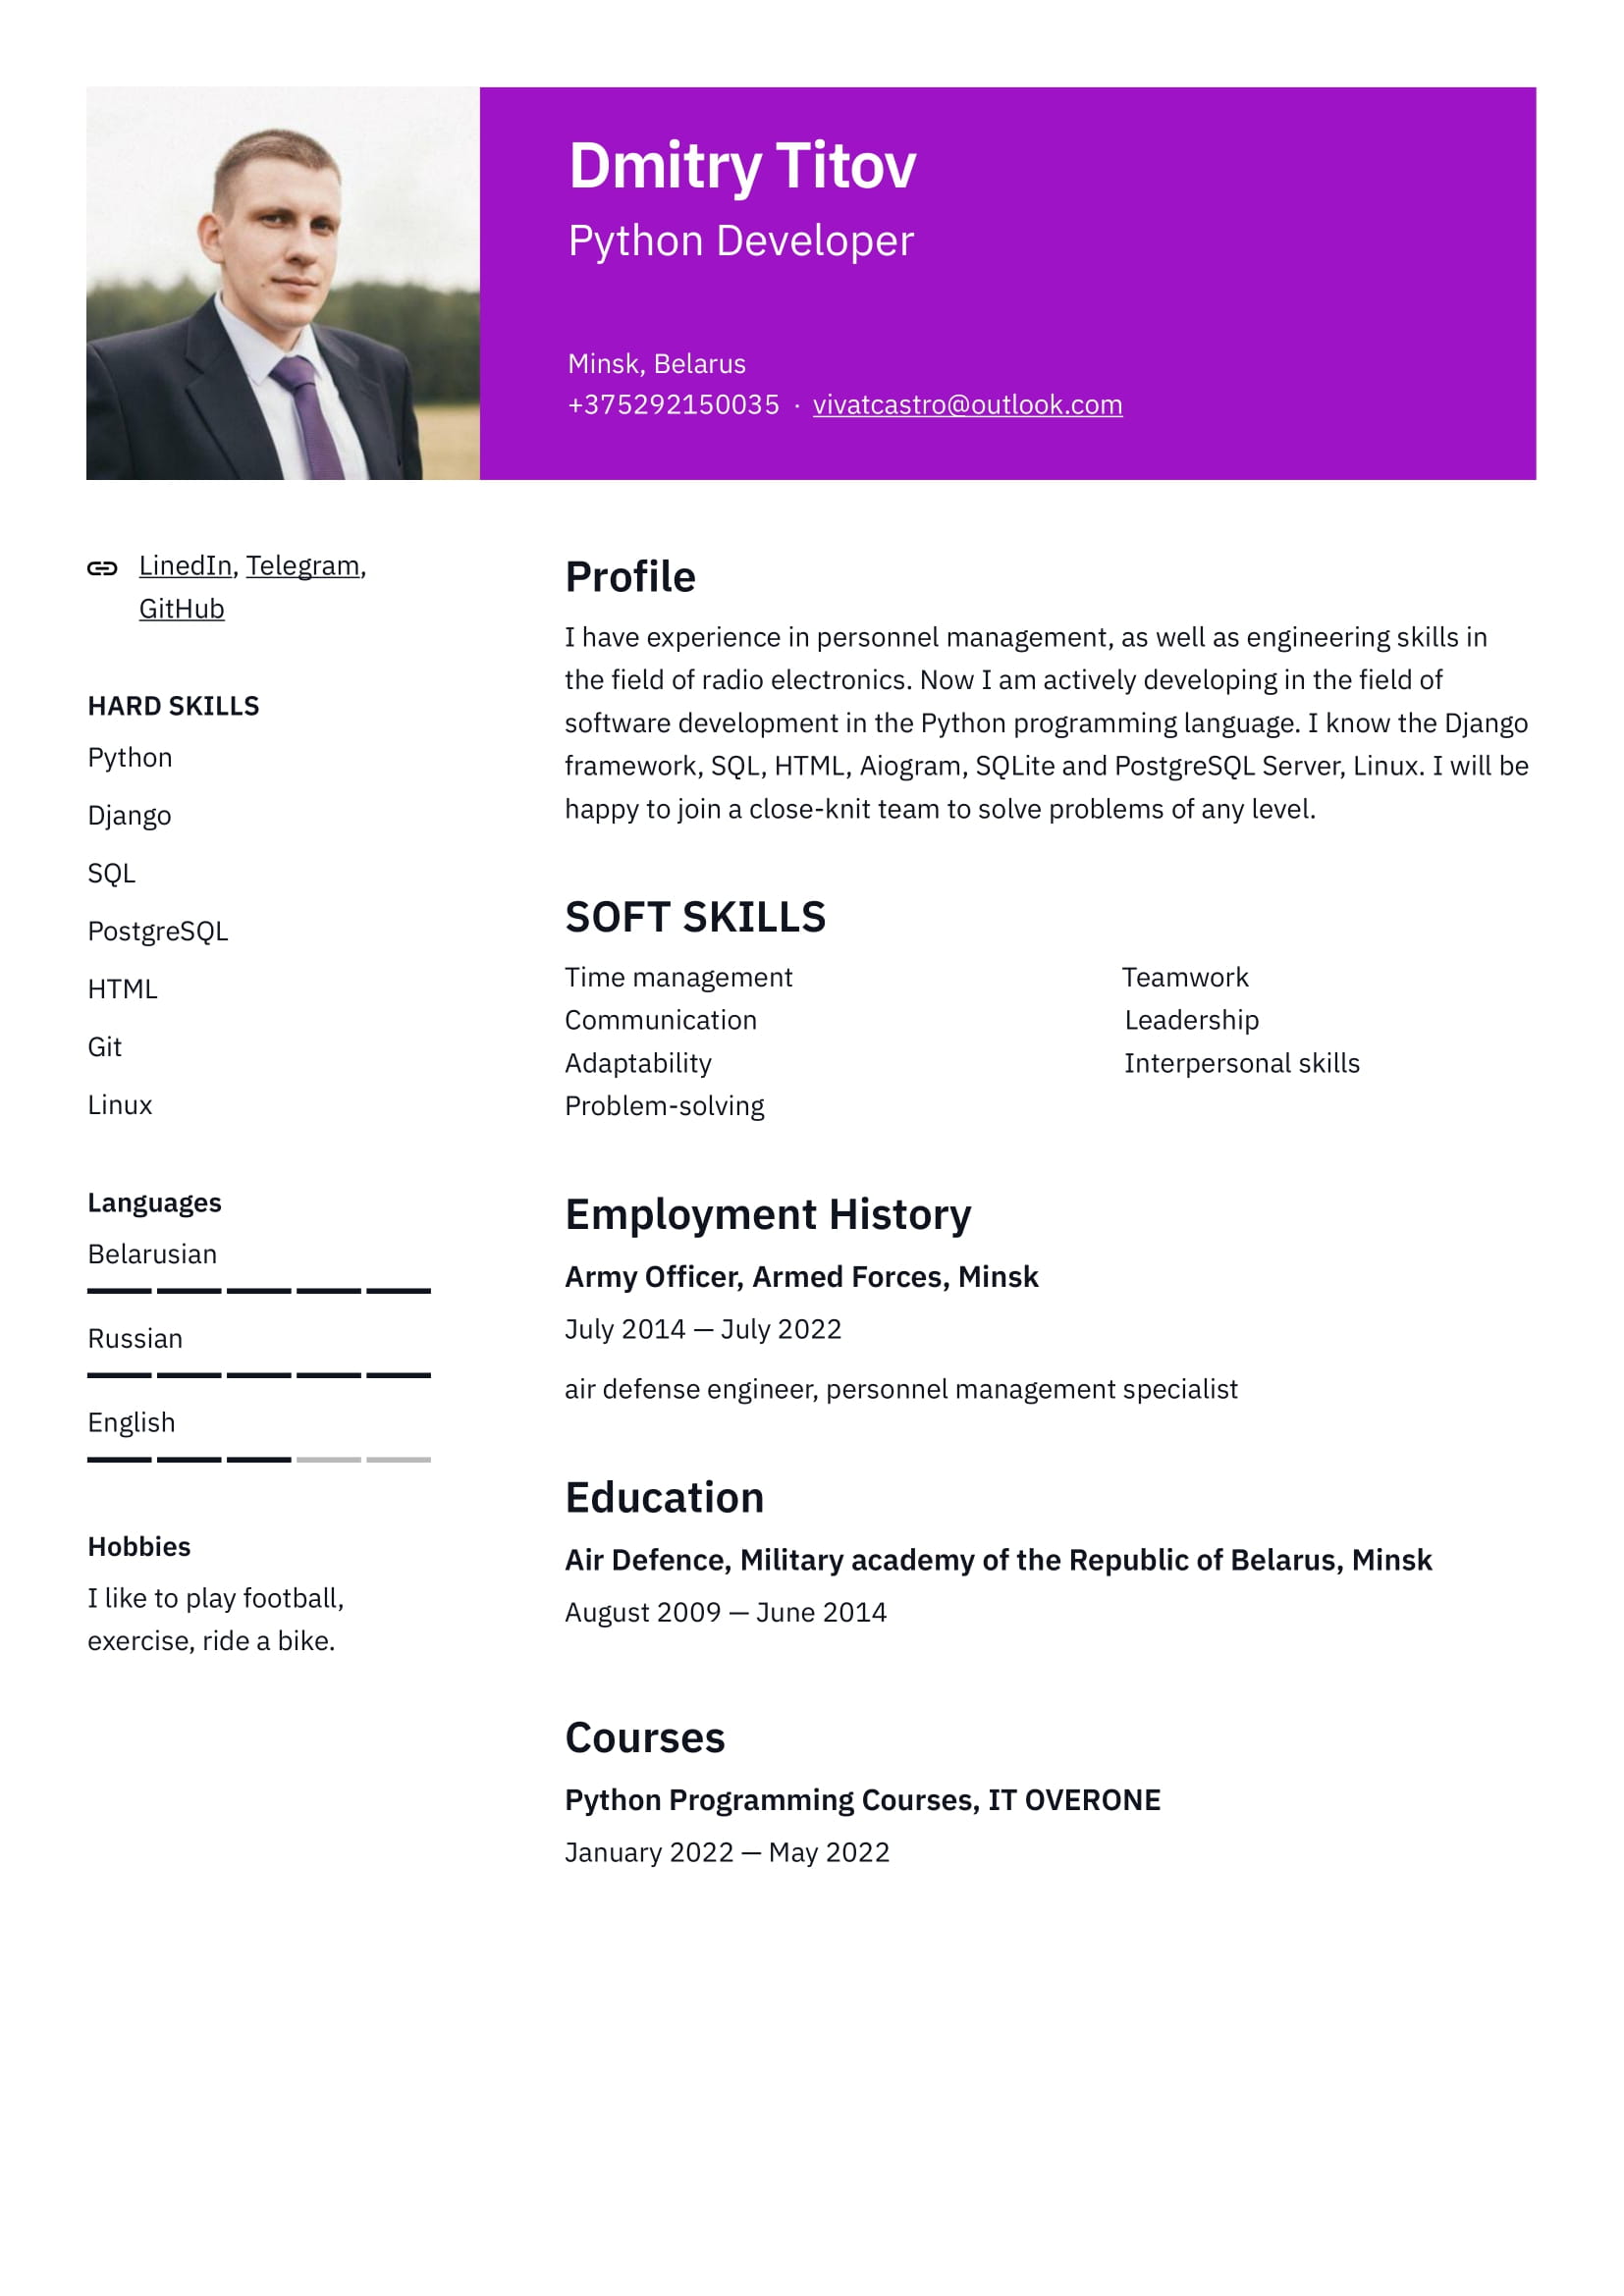 Dmitry Titov
Python Developer
Minsk, Belarus
+375292150035 · vivatcastro@outlook.com
LinedIn, Telegram,
GitHub
HARD SKILLS
Python
Django
SQL
PostgreSQL
HTML
Git
Linux
Languages
Belarusian
Russian
English
Hobbies
I like to play football,
exercise, ride a bike.
Profile
I have experience in personnel management, as well as engineering skills in
the field of radio electronics. Now I am actively developing in the field of
software development in the Python programming language. I know the Django
framework, SQL, HTML, Aiogram, SQLite and PostgreSQL Server, Linux. I will be
happy to join a close-knit team to solve problems of any level.
SOFT SKILLS
Time management Teamwork
Communication Leadership
Adaptability Interpersonal skills
Problem-solving
Employment History
Army Officer, Armed Forces, Minsk
July 2014 — July 2022
air defense engineer, personnel management specialist
Education
Air Defence, Military academy of the Republic of Belarus, Minsk
August 2009 — June 2014
Courses
Python Programming Courses, IT OVERONE
January 2022 — May 2022